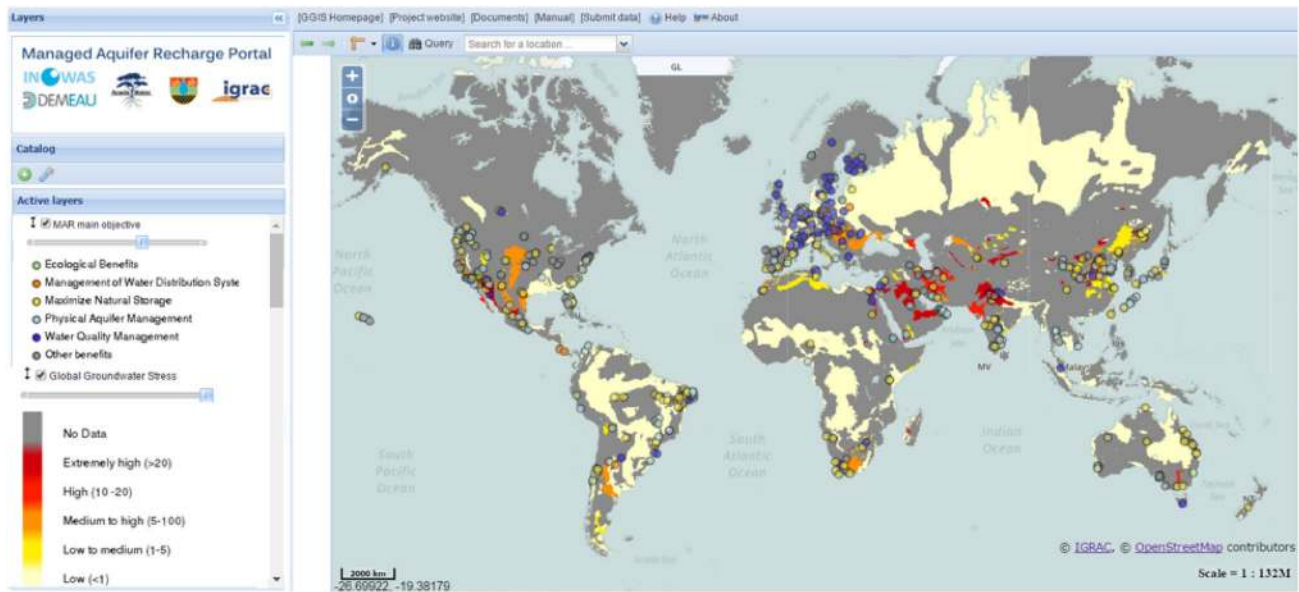 Layers
Managed Aquifer Recharge Portal
INOWAS
DEMEAU
igrac
Catalog
Active layers
MAR main objective
Ecological Benefits
Management of Water Distribution Syste
Maximize Natural Storage
Physical Aquifer Management
Water Quality Management
Other benefits
Global Groundwater Stress
No Data
Extremely high (>20)
High (10-20)
Medium to high (5-100)
Low to medium (1-5)
Low (<1)
[GGIS Homepage] [Project website] [Documents] [Manual] [Submit data] Help About
Query Search for a location ...
GL
North Pacific Ocean
North Atlantic Ocean
MV
South Pacific Ocean
South Atlantic Ocean
Indian Ocean
NZ
© IGRAC, © OpenStreetMap contributors
2000 km
Scale = 1 : 132M
-26.69922, -19.38179